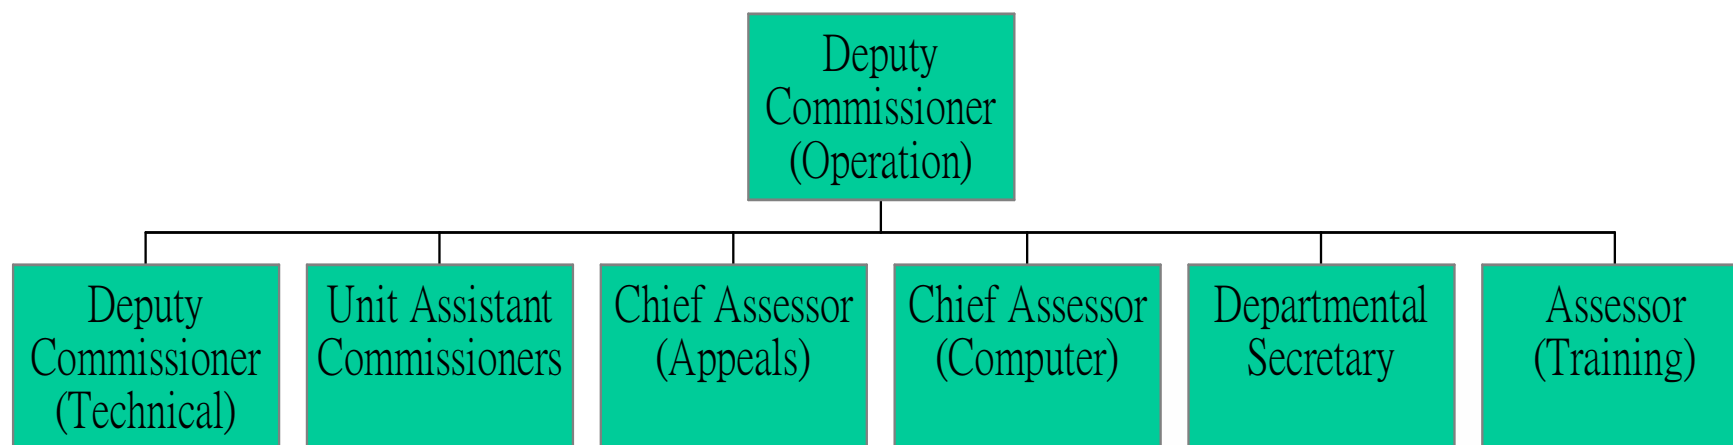 Deputy
Commissioner
(Operation)
Deputy
Commissioner
(Technical)
Unit Assistant
Commissioners
Chief Assessor
(Appeals)
Chief Assessor
(Computer)
Departmental
Secretary
Assessor
(Training)